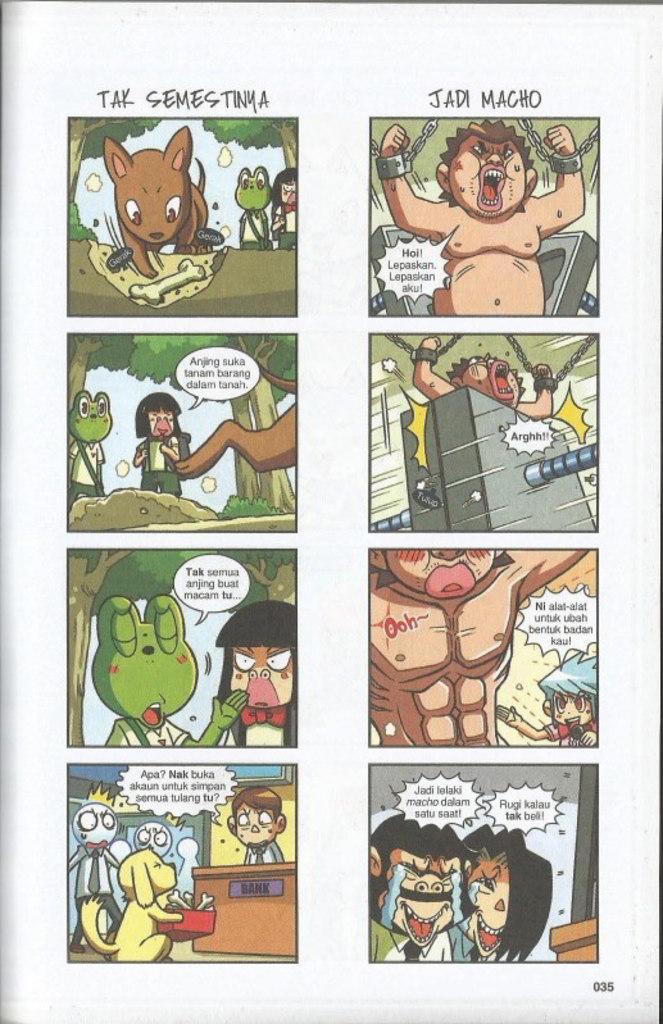 TAK SEMESTINYA
Gerak
Gerak
Anjing suka
tanam barang
dalam tanah.
Tak semua
anjing buat
macam tu...
Apa? Nak buka
akaun untuk simpan
semua tulang tu?
BANK
JADI MACHO
Hoi!
Lepaskan.
Lepaskan
aku!
Arghh!!
Tutup
Ooh~
Ni alat-alat
untuk ubah
bentuk badan
kau!
Jadi lelaki
macho dalam
satu saat!
Rugi kalau
tak beli!
035